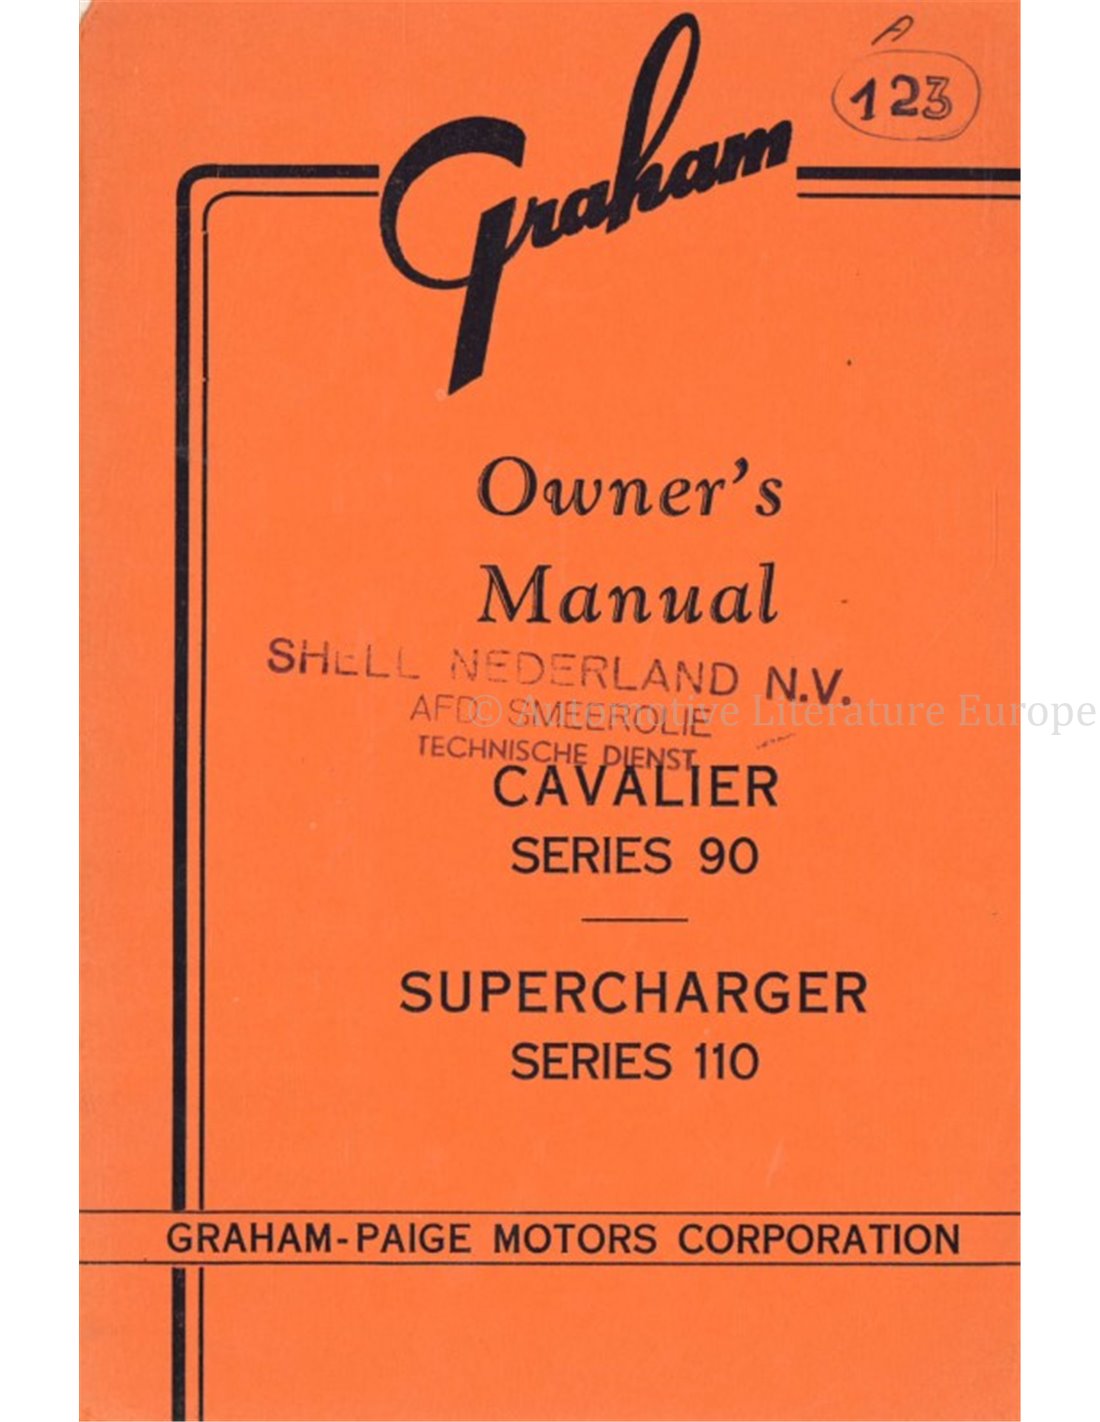 A
123
Graham
Owner's
Manual
SHELL NEDERLAND N.V.
AFD. SMEEROLIE
© Automotive Literature Europe
TECHNISCHE DIENST
CAVALIER
SERIES 90
SUPERCHARGER
SERIES 110
GRAHAM-PAIGE MOTORS CORPORATION